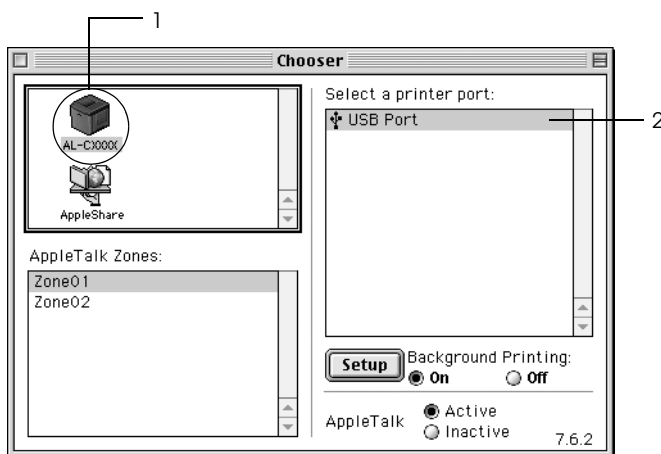 1
Chooser
Select a printer port:
USB Port
2
AL-CXXXX
AppleShare
AppleTalk Zones:
Zone01
Zone02
Setup
Background Printing:
On
Off
AppleTalk
Active
Inactive
7.6.2